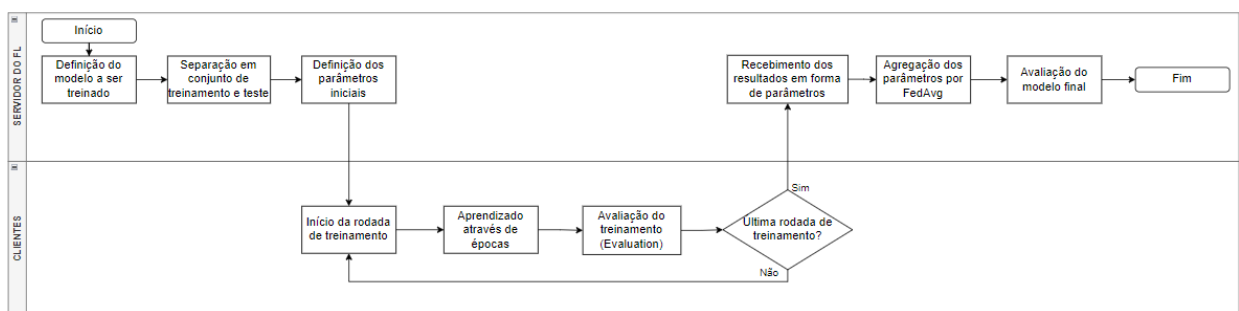 SERVIDOR DO FL
Início
Definição do
modelo a ser
treinado
Separação em
conjunto de
treinamento e teste
Definição dos
parâmetros
iniciais
Recebimento dos
resultados em forma
de parâmetros
Agregação dos
parâmetros por
FedAvg
Avaliação do
modelo final
Fim
CLIENTES
Início da rodada
de treinamento
Aprendizado
através de
épocas
Avaliação do
treinamento
(Evaluation)
Última rodada de
treinamento?
Sim
Não